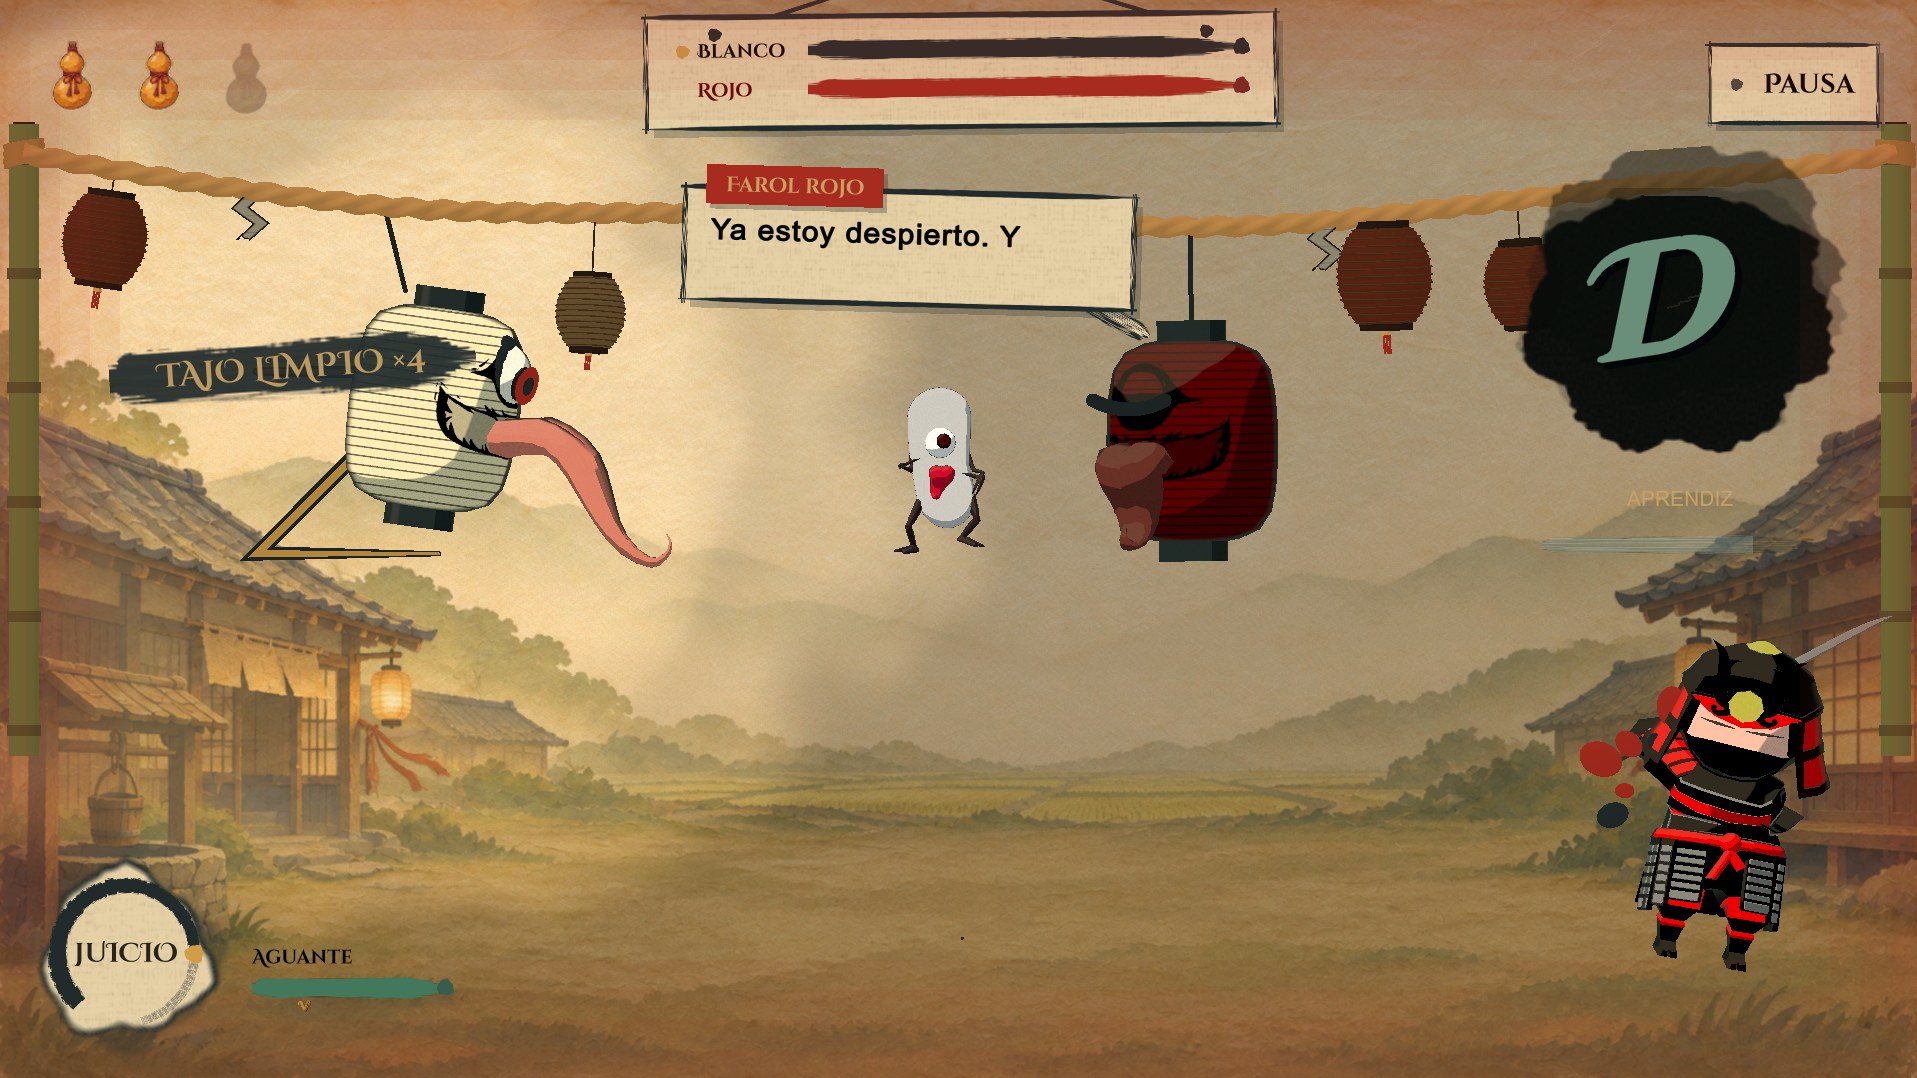 BLANCO
ROJO
PAUSA
FAROL ROJO
Ya estoy despierto. Y
TAJO LIMPIO ×4
D
APRENDIZ
JUICIO
AGUANTE